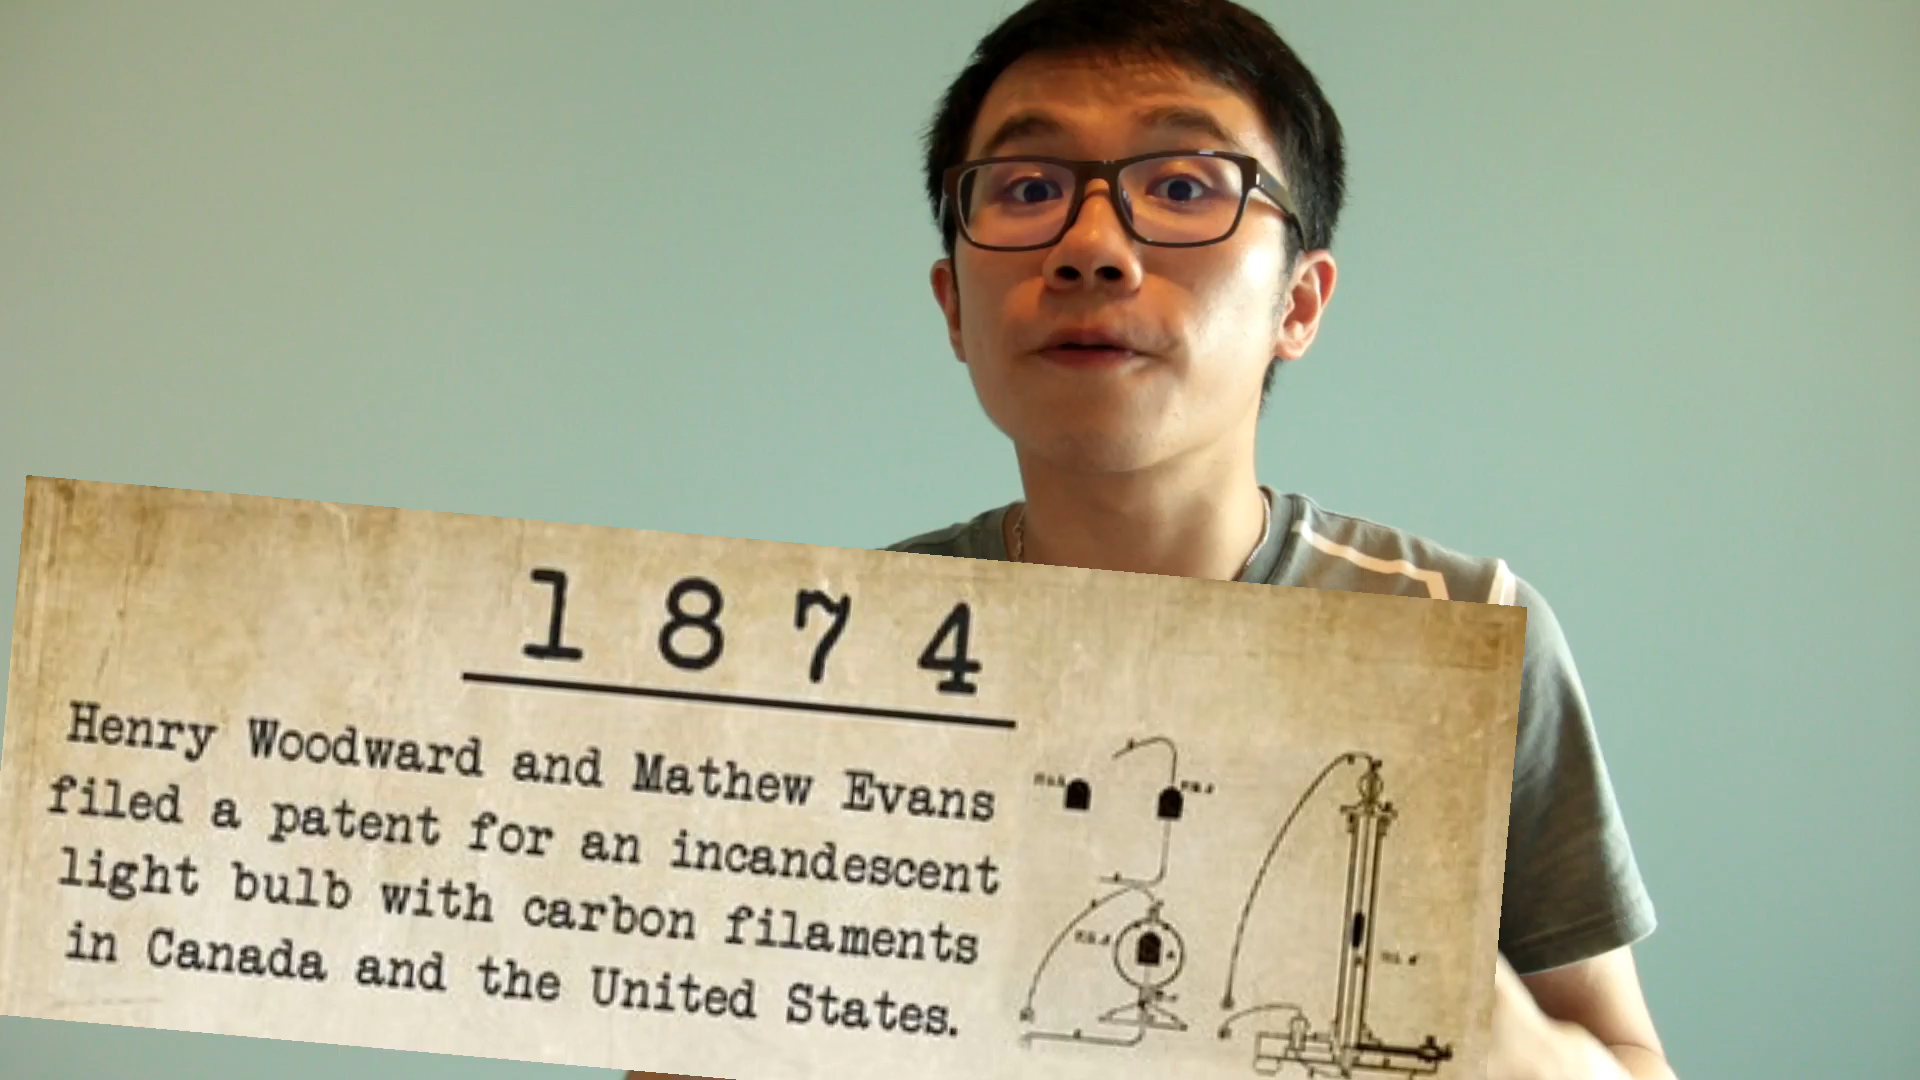 1874
Henry Woodward and Mathew Evans
filed a patent for an incandescent
light bulb with carbon filaments
in Canada and the United States.